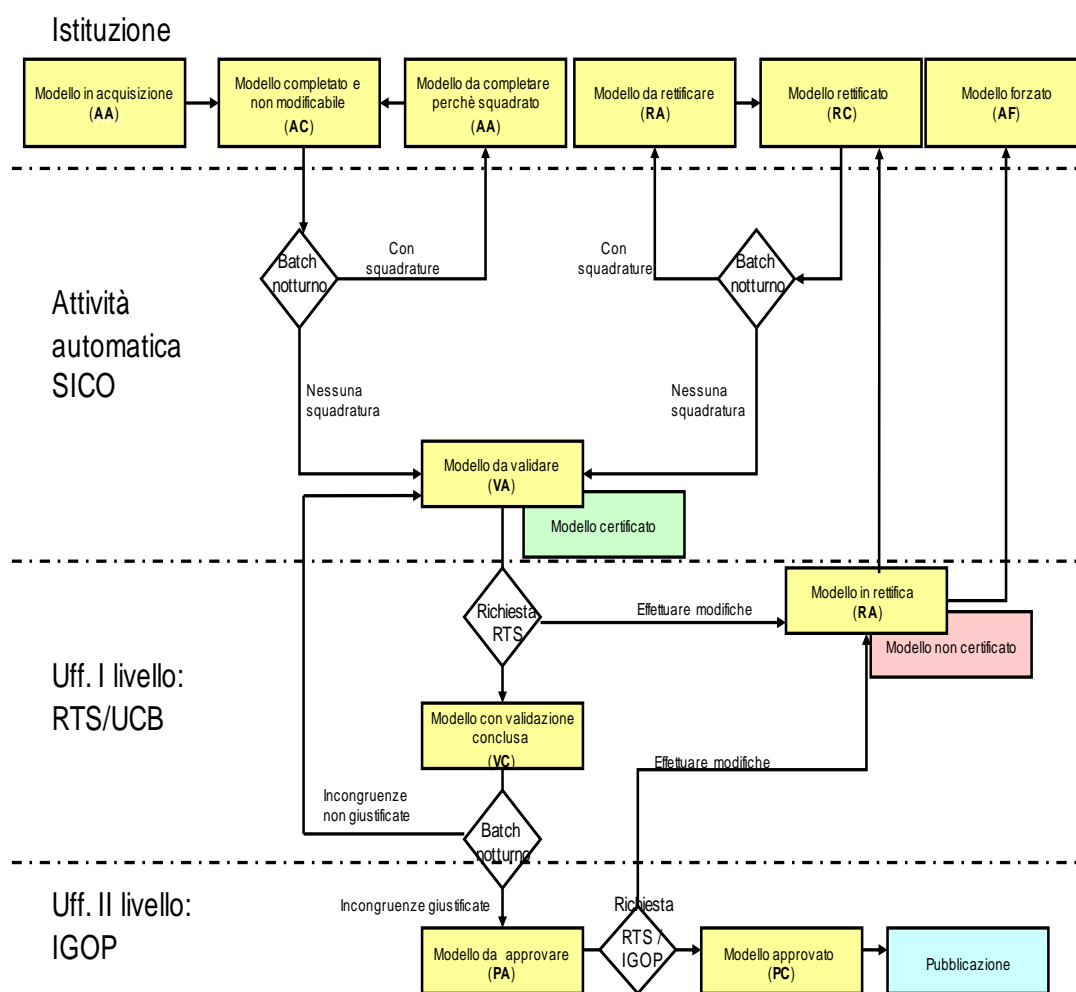 Istituzione
Modello in acquisizione
(AA)
Modello completato e
non modificabile
(AC)
Modello da completare
perchè squadrato
(AA)
Modello da rettificare
(RA)
Modello rettificato
(RC)
Modello forzato
(AF)
Attività
automatica
SICO
Batch
notturno
Con
squadrature
Con
squadrature
Batch
notturno
Nessuna
squadratura
Nessuna
squadratura
Modello da validare
(VA)
Modello certificato
Uff. I livello:
RTS/UCB
Richiesta
RTS
Effettuare modifiche
Modello in rettifica
(RA)
Modello non certificato
Modello con validazione
conclusa
(VC)
Effettuare modifiche
Incongruenze
non giustificate
Batch
notturno
Uff. II livello:
IGOP
Incongruenze giustificate
Modello da approvare
(PA)
Richiesta
RTS /
IGOP
Modello approvato
(PC)
Pubblicazione